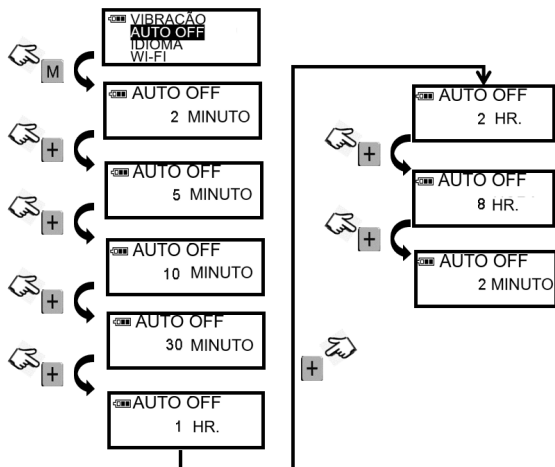 VIBRAÇÃO
AUTO OFF
IDIOMA
WI-FI
M
AUTO OFF
2 MINUTO
+
AUTO OFF
5 MINUTO
+
AUTO OFF
10 MINUTO
+
AUTO OFF
30 MINUTO
+
AUTO OFF
1 HR.
+
AUTO OFF
2 HR.
+
AUTO OFF
8 HR.
+
AUTO OFF
2 MINUTO